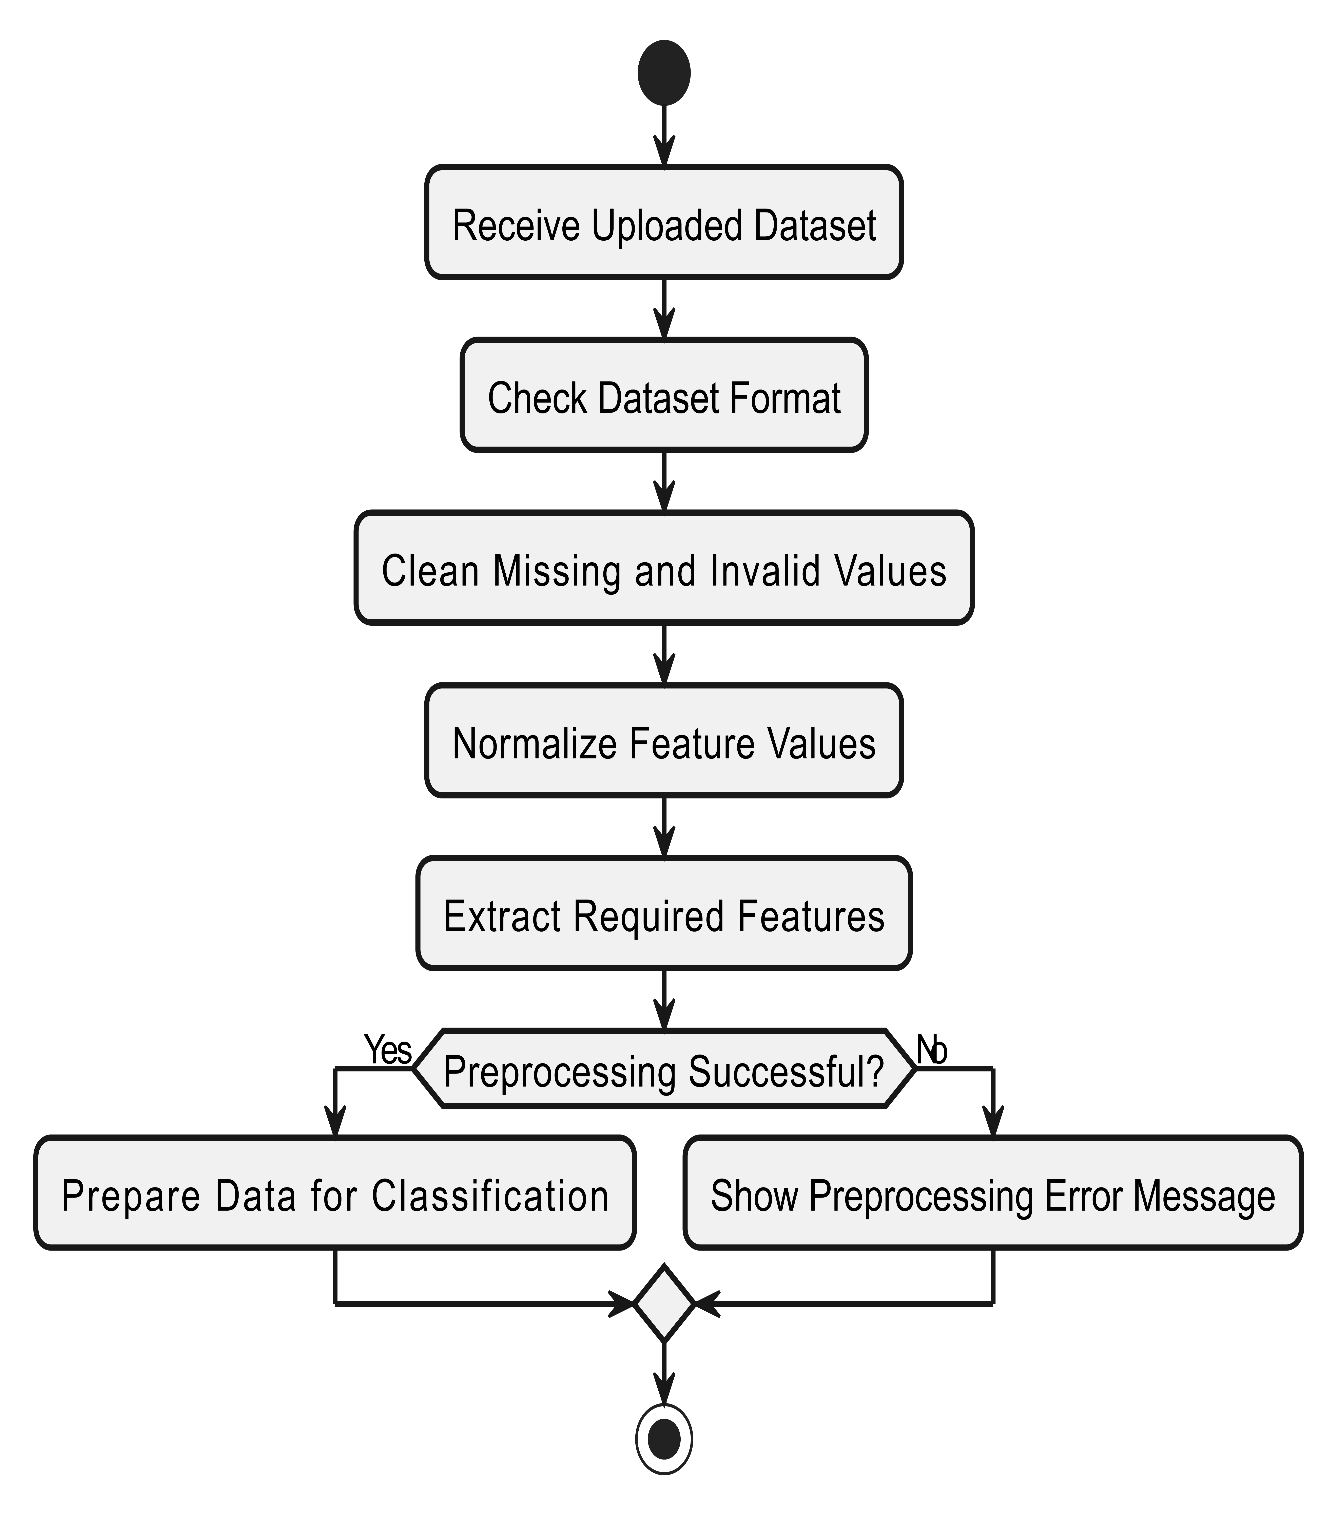 Receive Uploaded Dataset
Check Dataset Format
Clean Missing and Invalid Values
Normalize Feature Values
Extract Required Features
Yes
Preprocessing Successful?
No
Prepare Data for Classification
Show Preprocessing Error Message